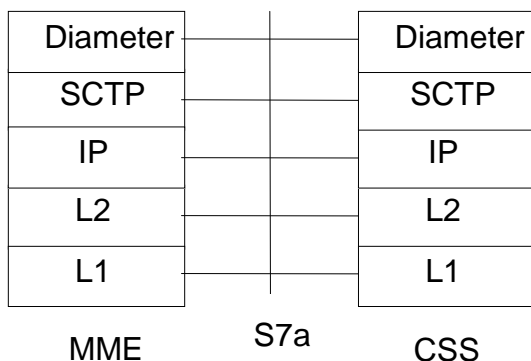 Diameter Diameter
SCTP SCTP
IP IP
L2 L2
L1 L1
MME S7a CSS